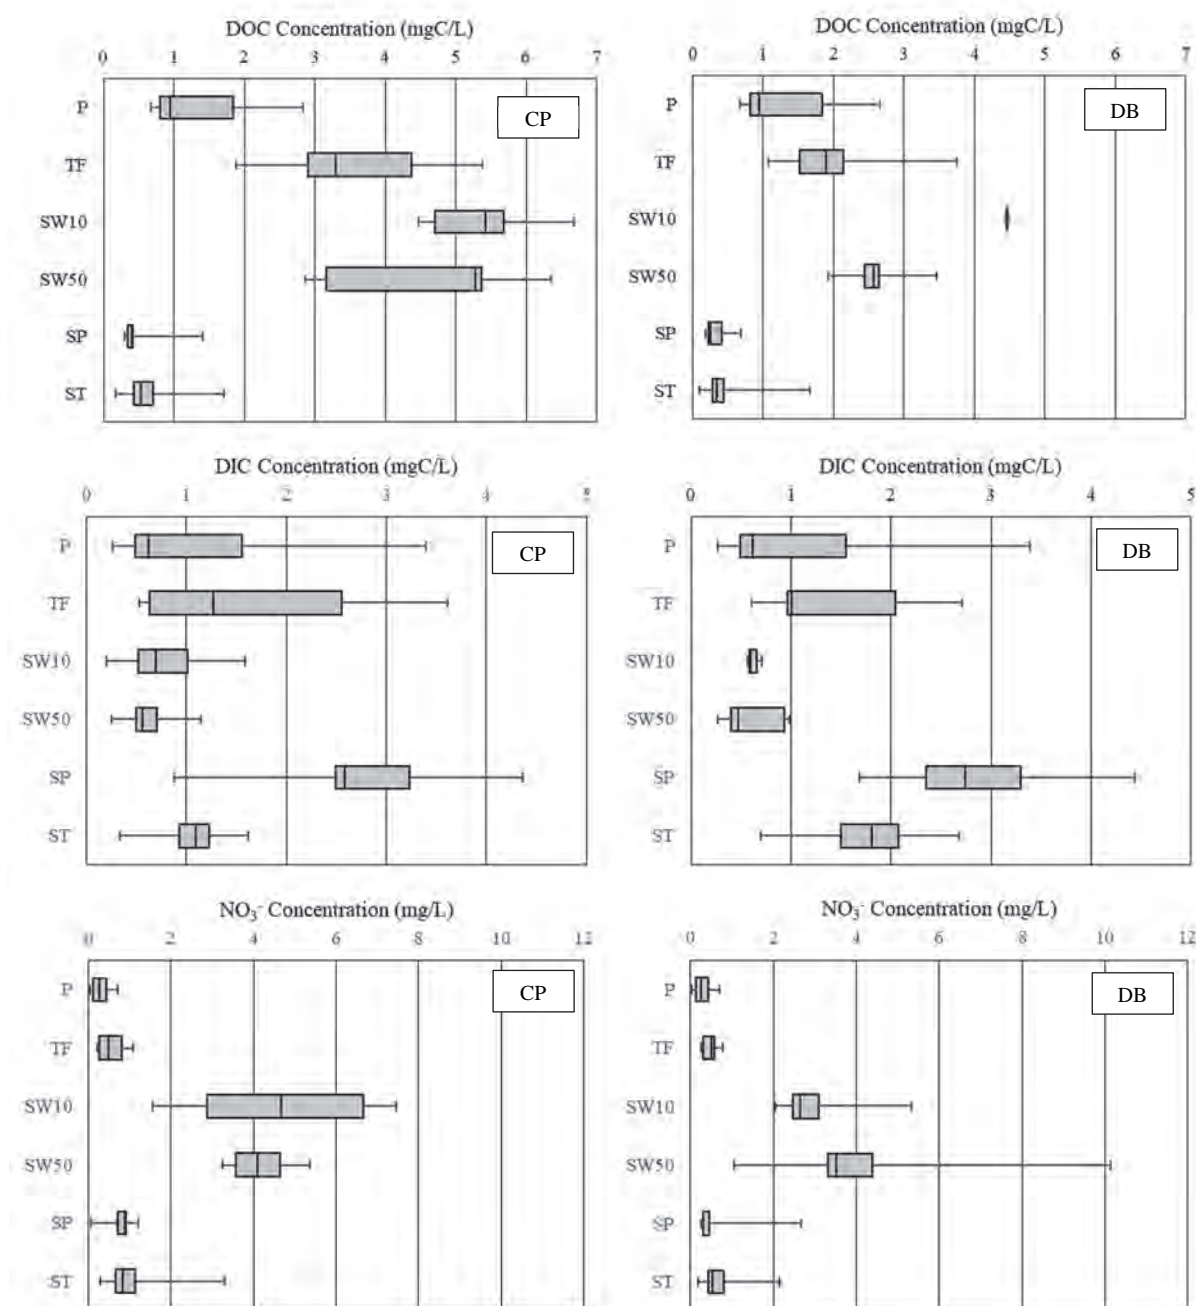 DOC Concentration (mgC/L)
0 1 2 3 4 5 6 7
P
TF
SW10
SW50
SP
ST
CP
DOC Concentration (mgC/L)
0 1 2 3 4 5 6 7
P
TF
SW10
SW50
SP
ST
DB
DIC Concentration (mgC/L)
0 1 2 3 4 5
P
TF
SW10
SW50
SP
ST
CP
DIC Concentration (mgC/L)
0 1 2 3 4 5
P
TF
SW10
SW50
SP
ST
DB
NO₃⁻ Concentration (mg/L)
0 2 4 6 8 10 12
P
TF
SW10
SW50
SP
ST
CP
NO₃⁻ Concentration (mg/L)
0 2 4 6 8 10 12
P
TF
SW10
SW50
SP
ST
DB